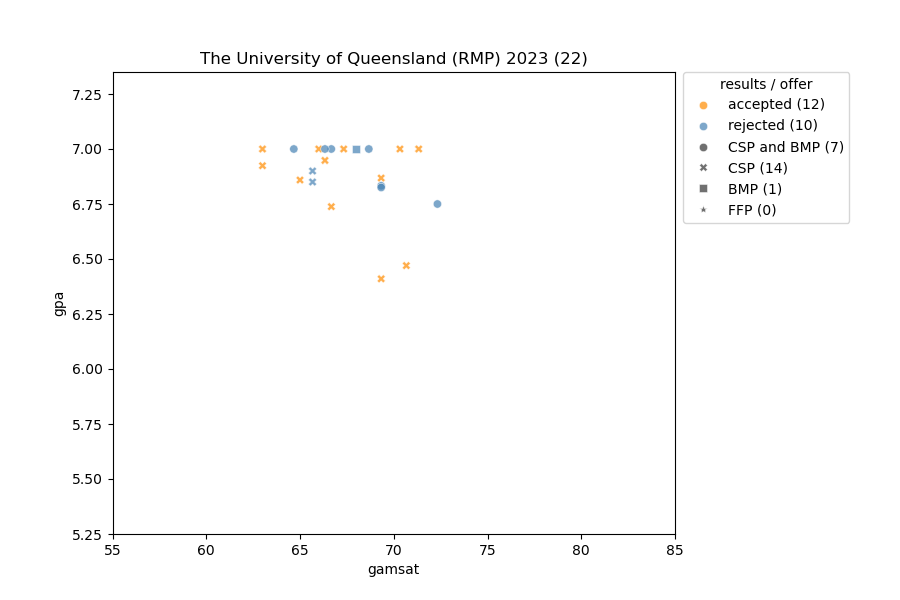 The University of Queensland (RMP) 2023 (22)
results / offer
accepted (12)
rejected (10)
CSP and BMP (7)
CSP (14)
BMP (1)
FFP (0)
gpa
7.25
7.00
6.75
6.50
6.25
6.00
5.75
5.50
5.25
55 60 65 70 75 80 85
gamsat